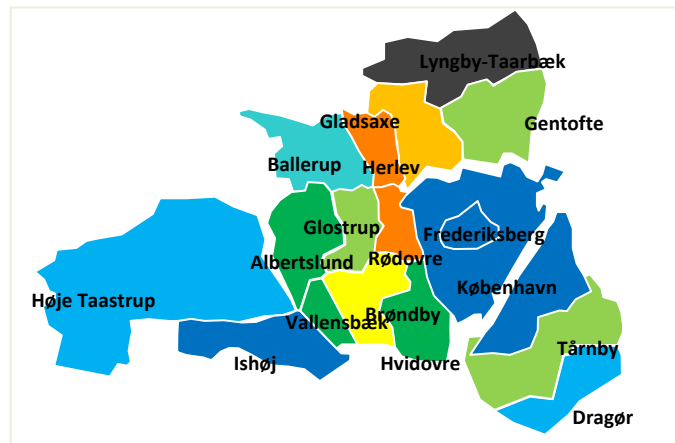 Lyngby-Taarbæk
Gladsaxe
Gentofte
Ballerup
Herlev
Glostrup
Frederiksberg
Albertslund
Rødovre
Høje Taastrup
København
Vallensbæk
Brøndby
Ishøj
Hvidovre
Tårnby
Dragør